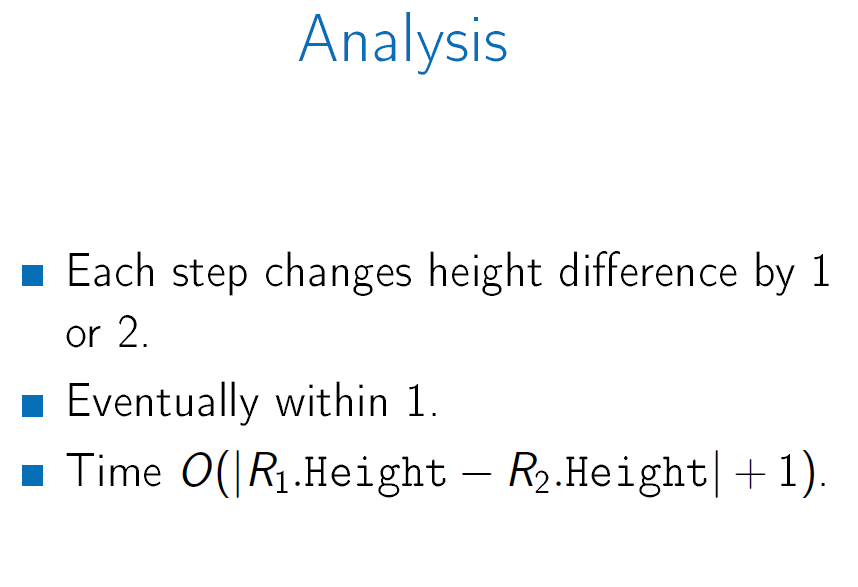 Analysis
Each step changes height difference by 1
or 2.
Eventually within 1.
Time O(|R₁.Height − R₂.Height| + 1).